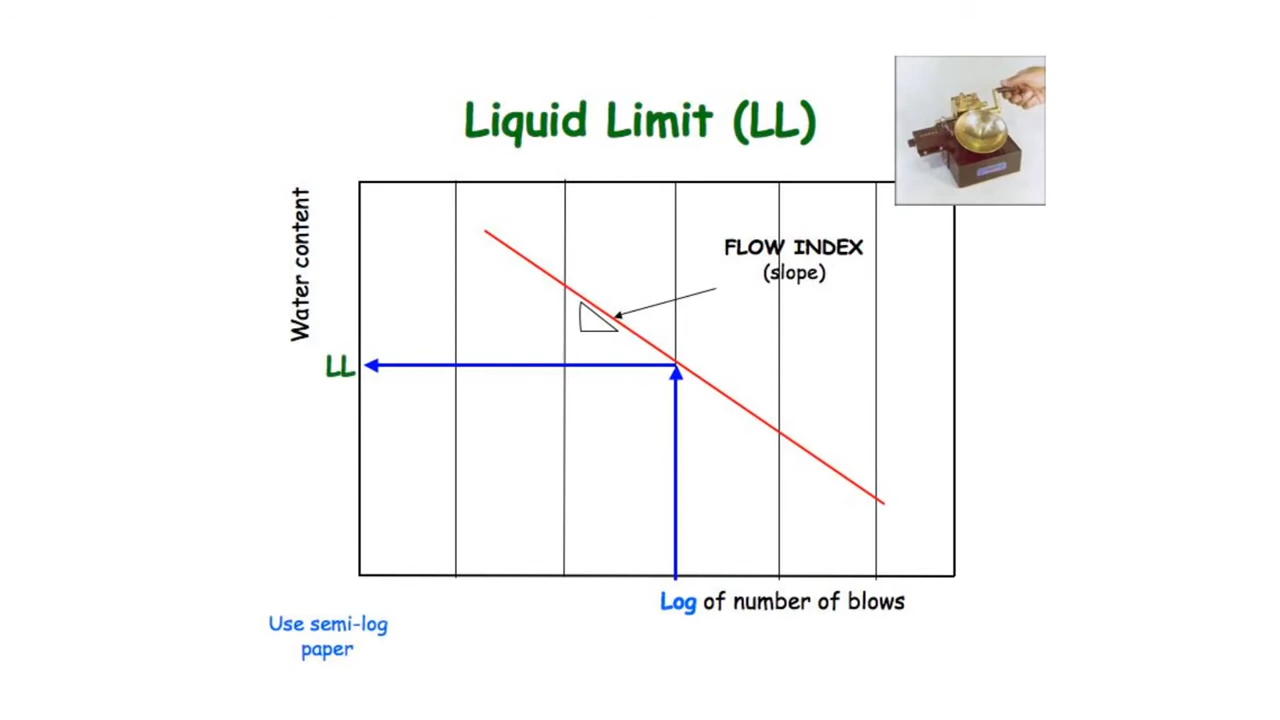 Liquid Limit (LL)
Water content
FLOW INDEX
(slope)
LL
Log of number of blows
Use semi-log
paper